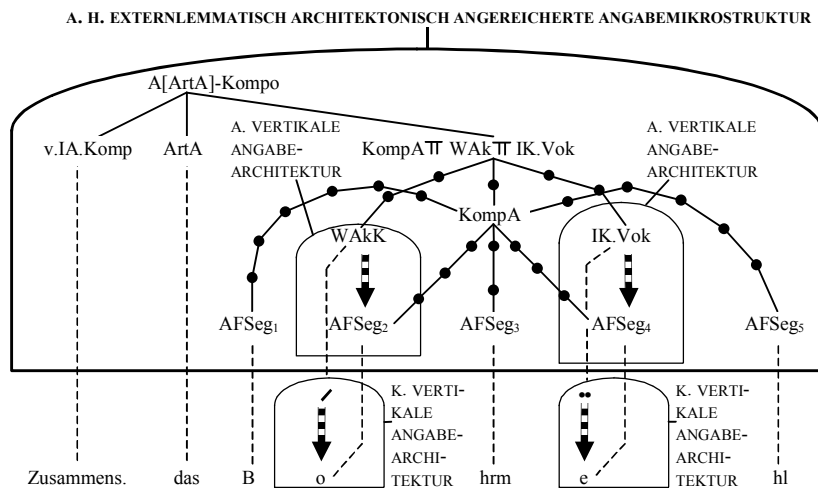 A. H. EXTERNLEMMATISCH ARCHITEKTONISCH ANGEREICHERTE ANGABEMIKROSTRUKTUR
A[ArtA]-Kompo
v.IA.Komp
ArtA
A. VERTIKALE
ANGABE-
ARCHITEKTUR
KompA╥ WAk╥ IK.Vok
A. VERTIKALE
ANGABE-
ARCHITEKTUR
KompA
WAkK
IK.Vok
AFSeg₁
AFSeg₂
AFSeg₃
AFSeg₄
AFSeg₅
K. VERTI-
KALE
ANGABE-
ARCHI-
TEKTUR
K. VERTI-
KALE
ANGABE-
ARCHI-
TEKTUR
Zusammens.
das
B
o
hrm
e
hl